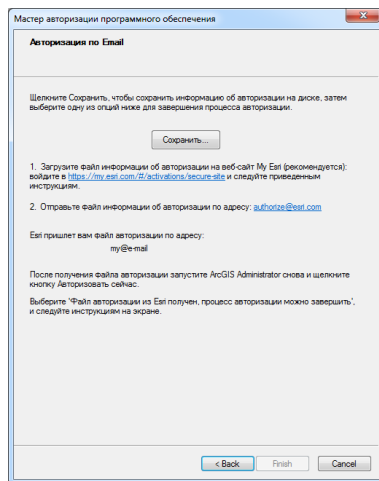 Мастер авторизации программного обеспечения
Авторизация по Email
Щелкните Сохранить, чтобы сохранить информацию об авторизации на диске, затем
выберите одну из опций ниже для завершения процесса авторизации.
Сохранить...
1. Загрузите файл информации об авторизации на веб-сайт My Esri (рекомендуется):
войдите в https://my.esri.com/#/activations/secure-site и следуйте приведенным
инструкциям.
2. Отправьте файл информации об авторизации по адресу: authorize@esri.com
Esri пришлет вам файл авторизации по адресу:
my@e-mail
После получения файла авторизации запустите ArcGIS Administrator снова и щелкните
кнопку Авторизовать сейчас.
Выберите 'Файл авторизации из Esri получен, процесс авторизации можно завершить',
и следуйте инструкциям на экране.
< Back Finish Cancel